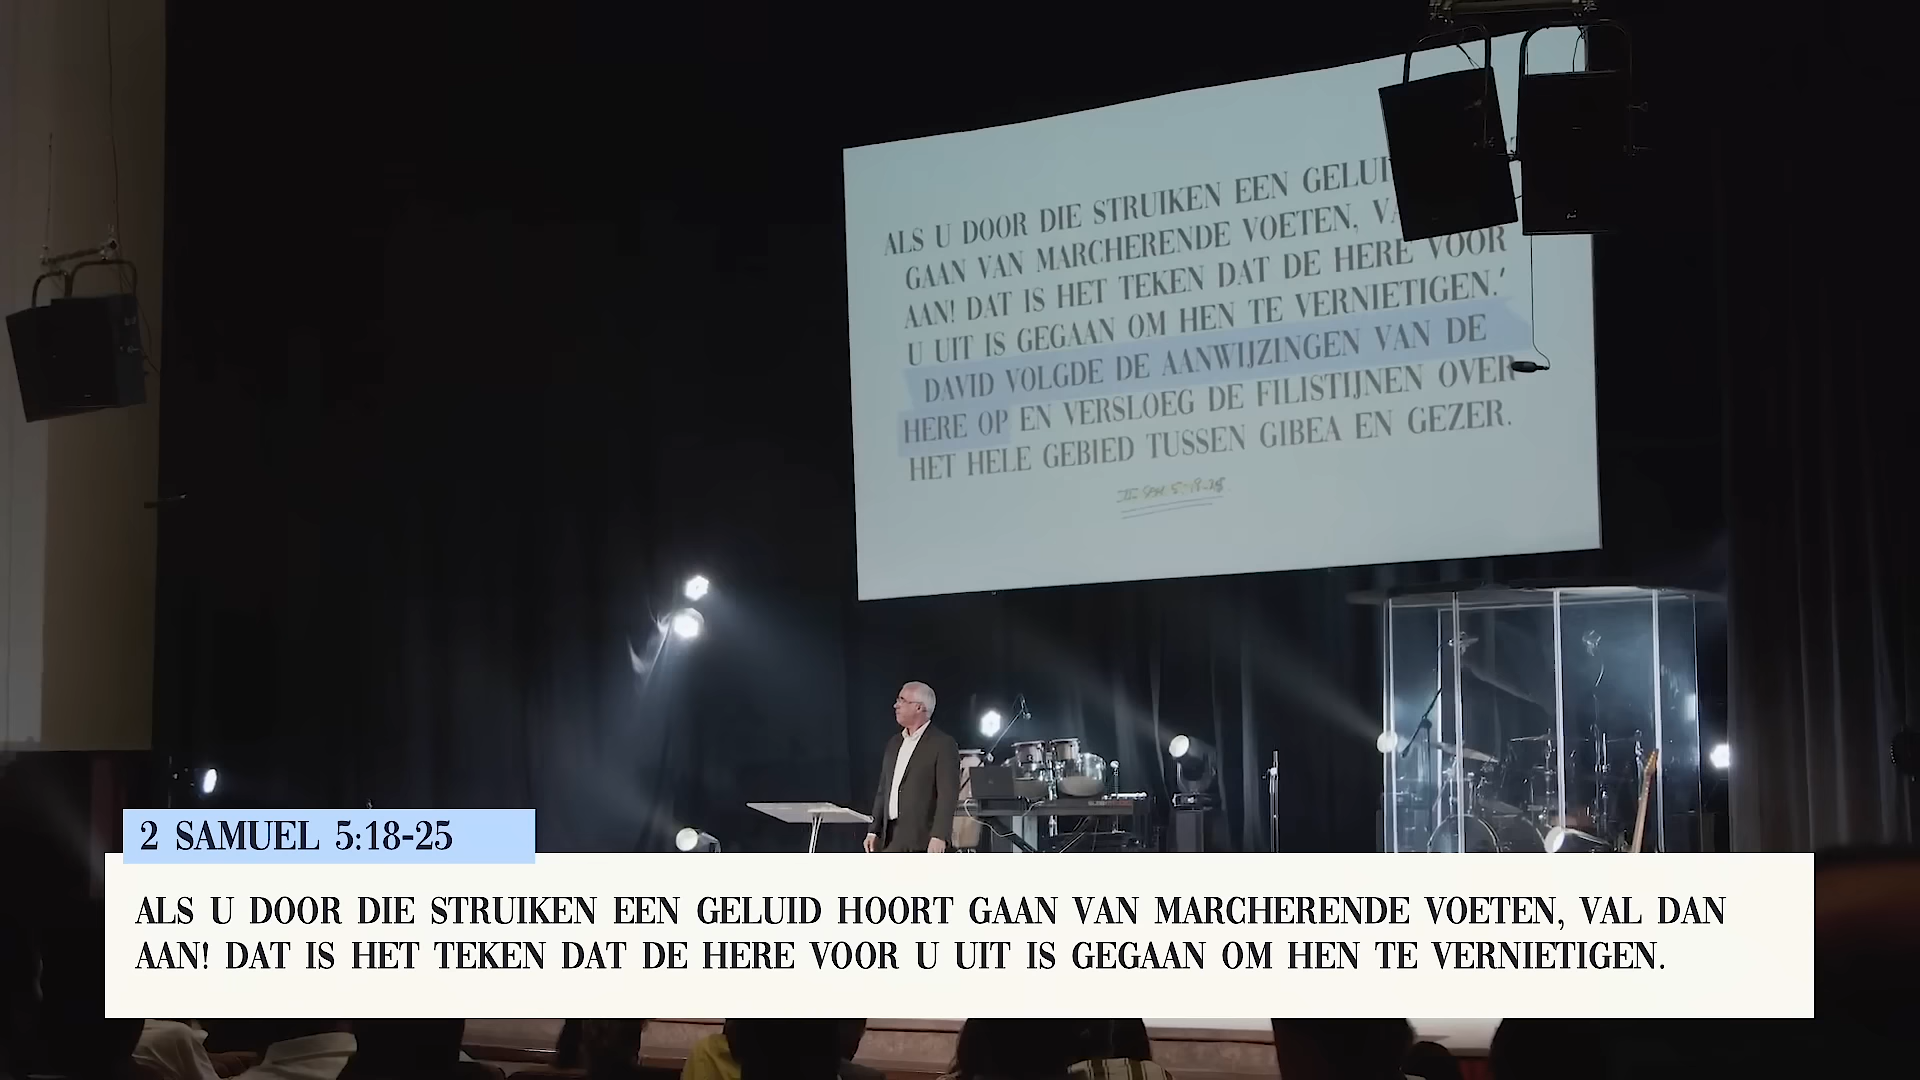 ALS U DOOR DIE STRUIKEN EEN
GAAN VAN MARCHERENDE VOETEN,
AAN! DAT IS HET TEKEN DAT DE HERE VOOR
U UIT IS GEGAAN OM HEN TE VERNIETIGEN.'
DAVID VOLGDE DE AANWIJZINGEN VAN DE
HERE OP EN VERSLOEG DE FILISTIJNEN OVER
HET HELE GEBIED TUSSEN GIBEA EN GEZER.
2 SAMUEL 5:18-25
ALS U DOOR DIE STRUIKEN EEN GELUID HOORT GAAN VAN MARCHERENDE VOETEN, VAL DAN
AAN! DAT IS HET TEKEN DAT DE HERE VOOR U UIT IS GEGAAN OM HEN TE VERNIETIGEN.